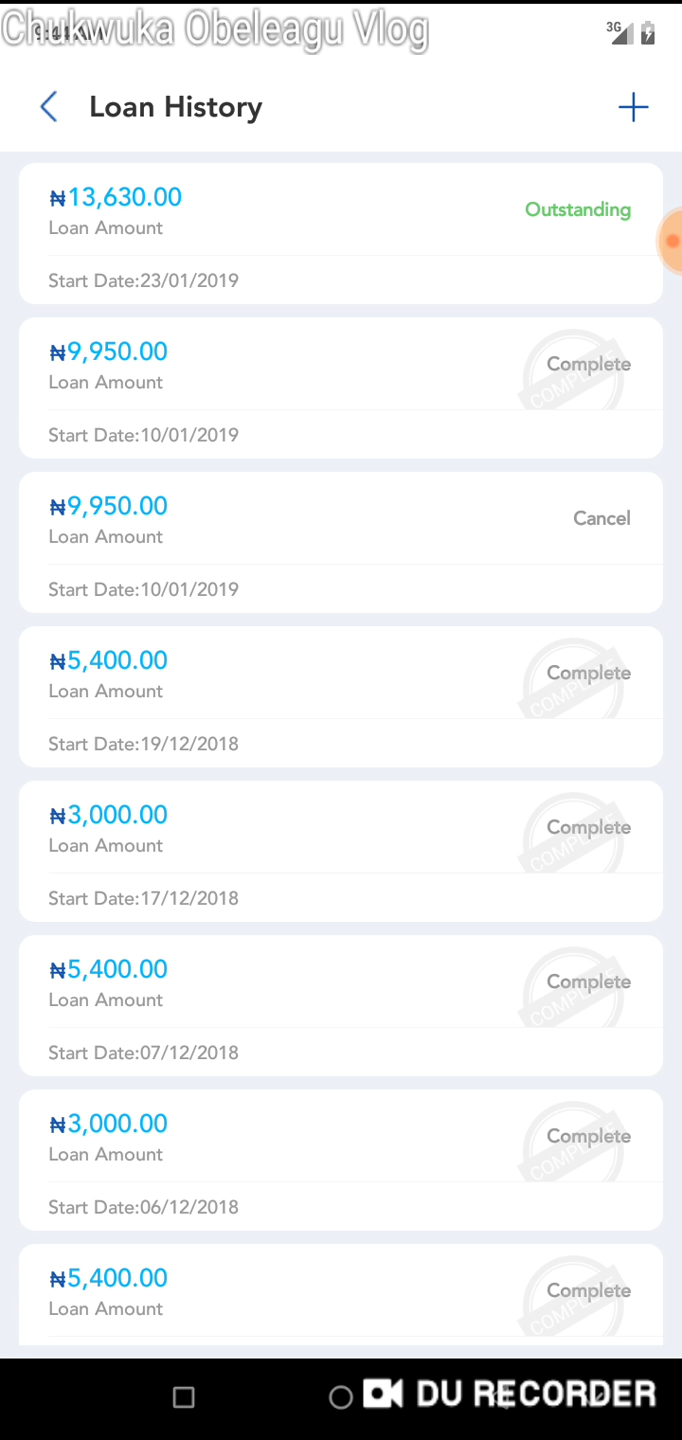 Chukwuka Obeleagu Vlog
9:44 AM
3G
Loan History
₦13,630.00
Outstanding
Loan Amount
Start Date:23/01/2019
₦9,950.00
Complete
Loan Amount
Start Date:10/01/2019
₦9,950.00
Cancel
Loan Amount
Start Date:10/01/2019
₦5,400.00
Complete
Loan Amount
Start Date:19/12/2018
₦3,000.00
Complete
Loan Amount
Start Date:17/12/2018
₦5,400.00
Complete
Loan Amount
Start Date:07/12/2018
₦3,000.00
Complete
Loan Amount
Start Date:06/12/2018
₦5,400.00
Complete
Loan Amount
DU RECORDER